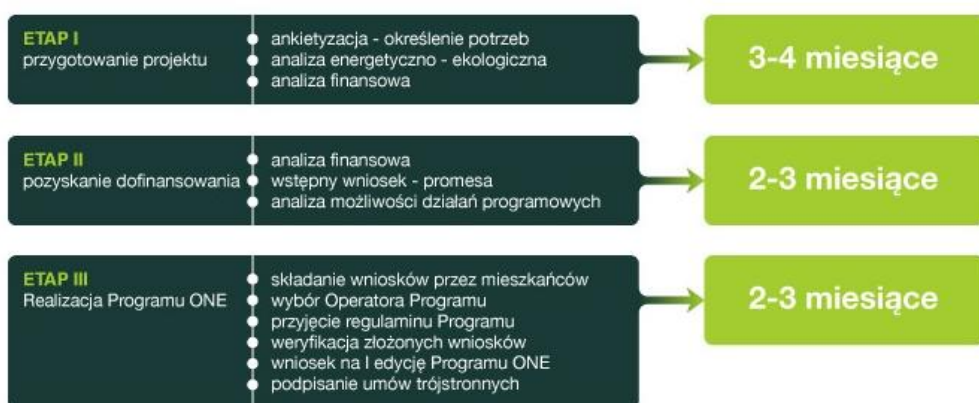 ETAP I
przygotowanie projektu
ankietyzacja - określenie potrzeb
analiza energetyczno - ekologiczna
analiza finansowa
3-4 miesiące
ETAP II
pozyskanie dofinansowania
analiza finansowa
wstępny wniosek - promesa
analiza możliwości działań programowych
2-3 miesiące
ETAP III
Realizacja Programu ONE
składanie wniosków przez mieszkańców
wybór Operatora Programu
przyjęcie regulaminu Programu
weryfikacja złożonych wniosków
wniosek na I edycję Programu ONE
podpisanie umów trójstronnych
2-3 miesiące